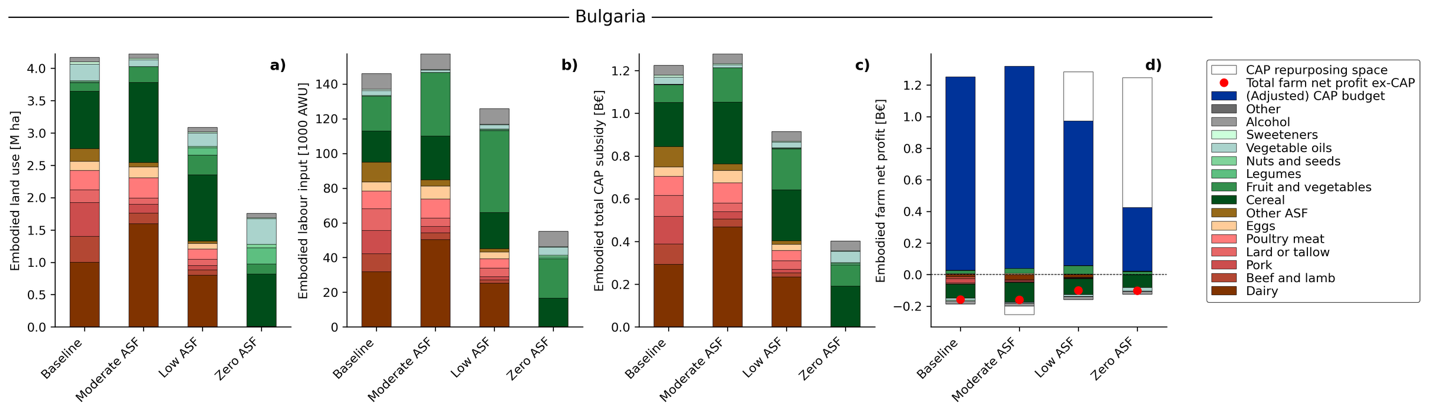 Bulgaria
a)
Embodied land use [M ha]
4.0
3.5
3.0
2.5
2.0
1.5
1.0
0.5
0.0
Baseline
Moderate ASF
Low ASF
Zero ASF
b)
Embodied labour input [1000 AWU]
140
120
100
80
60
40
20
0
Baseline
Moderate ASF
Low ASF
Zero ASF
c)
Embodied total CAP subsidy [B€]
1.2
1.0
0.8
0.6
0.4
0.2
0.0
Baseline
Moderate ASF
Low ASF
Zero ASF
d)
Embodied farm net profit [B€]
1.2
1.0
0.8
0.6
0.4
0.2
0.0
−0.2
Baseline
Moderate ASF
Low ASF
Zero ASF
CAP repurposing space
Total farm net profit ex-CAP
(Adjusted) CAP budget
Other
Alcohol
Sweeteners
Vegetable oils
Nuts and seeds
Legumes
Fruit and vegetables
Cereal
Other ASF
Eggs
Poultry meat
Lard or tallow
Pork
Beef and lamb
Dairy